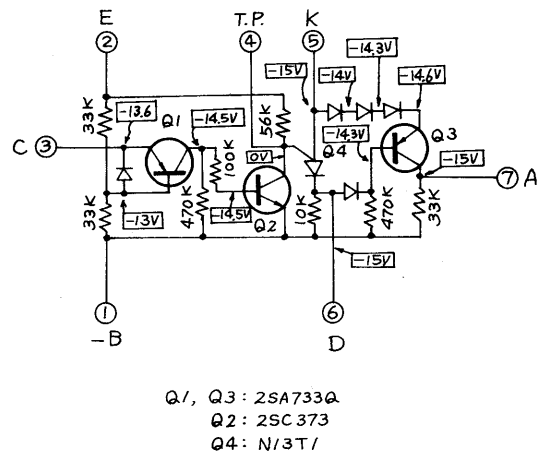 E
T.P.
K
②
④
⑤
-14.3V
-15V
-14V
-14.6V
33K
-13.6
Q1
-14.5V
56K
-14.3V
Q3
C ③
100K
0V
Q4
-15V
⑦ A
-13V
33K
470K
-14.5V
Q2
10K
470K
33K
-15V
①
⑥
-B
D
Q1, Q3: 2SA733Q
Q2: 2SC373
Q4: N13T1